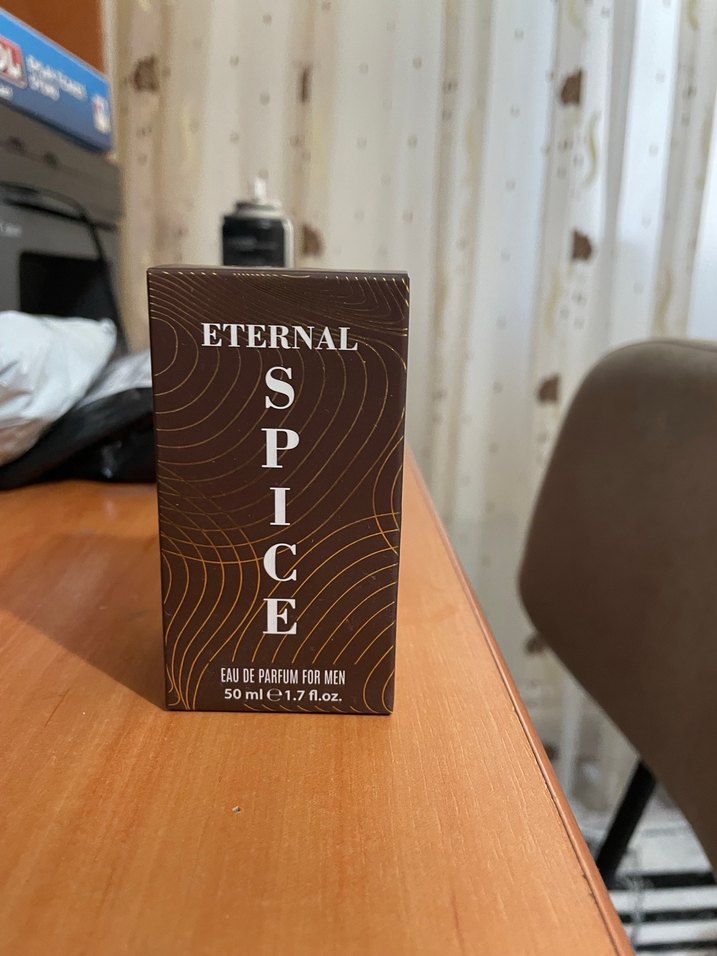 ETERNAL
SPICE
EAU DE PARFUM FOR MEN
50 ml ℮ 1.7 fl.oz.